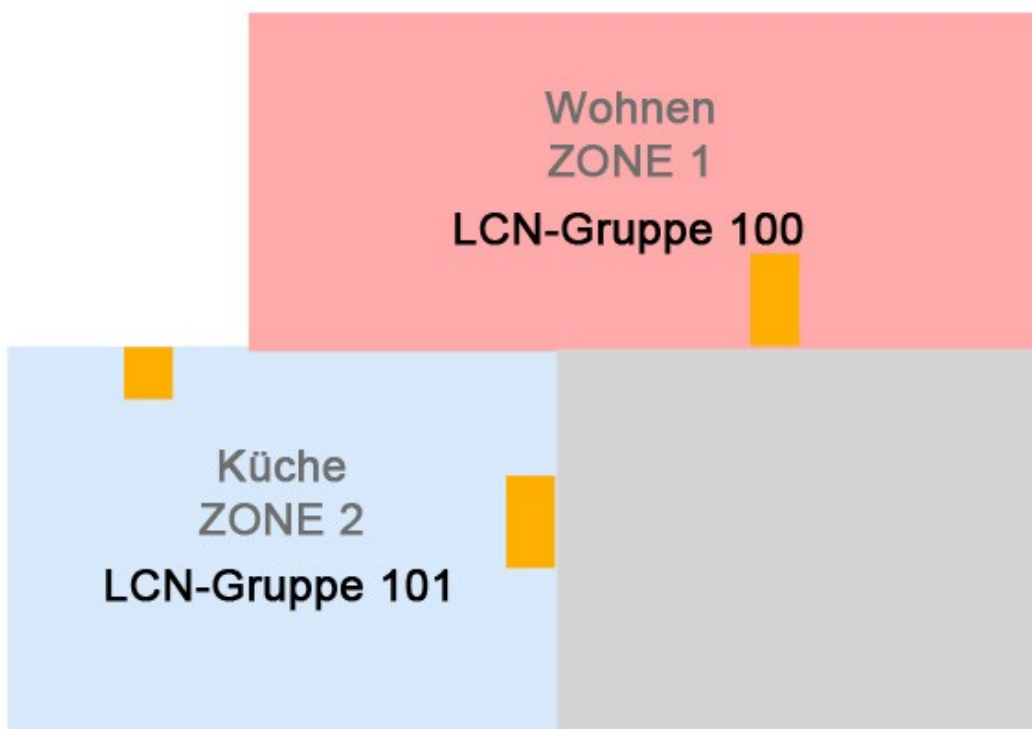 Wohnen
ZONE 1
LCN-Gruppe 100
Küche
ZONE 2
LCN-Gruppe 101